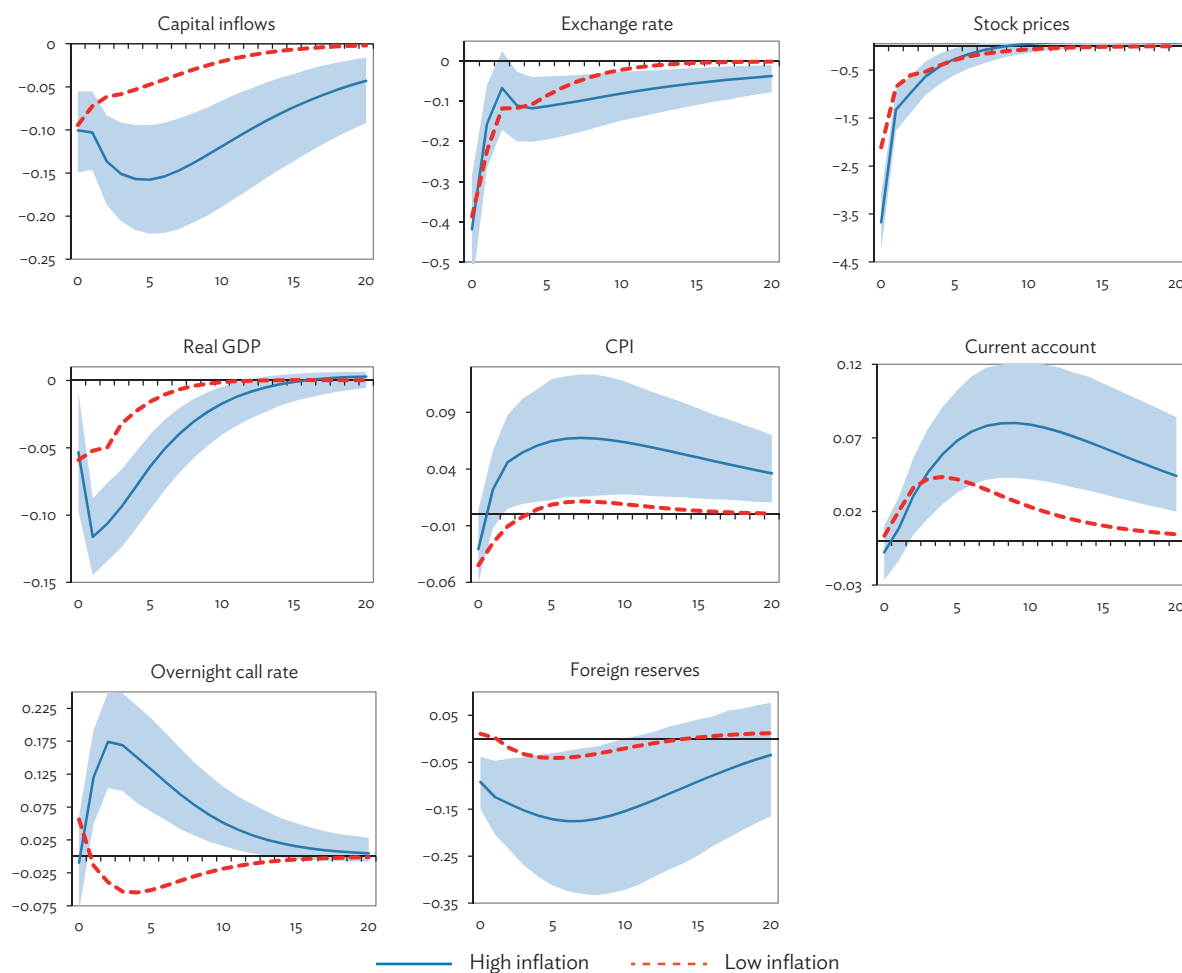 Capital inflows
0
−0.05
−0.10
−0.15
−0.20
−0.25
0 5 10 15 20
Exchange rate
0
−0.1
−0.2
−0.3
−0.4
−0.5
0 5 10 15 20
Stock prices
−0.5
−1.5
−2.5
−3.5
−4.5
0 5 10 15 20
Real GDP
0
−0.05
−0.10
−0.15
0 5 10 15 20
CPI
0.09
0.04
−0.01
−0.06
0 5 10 15 20
Current account
0.12
0.07
0.02
−0.03
0 5 10 15 20
Overnight call rate
0.225
0.175
0.125
0.075
0.025
−0.025
−0.075
0 5 10 15 20
Foreign reserves
0.05
−0.05
−0.15
−0.25
−0.35
0 5 10 15 20
High inflation Low inflation